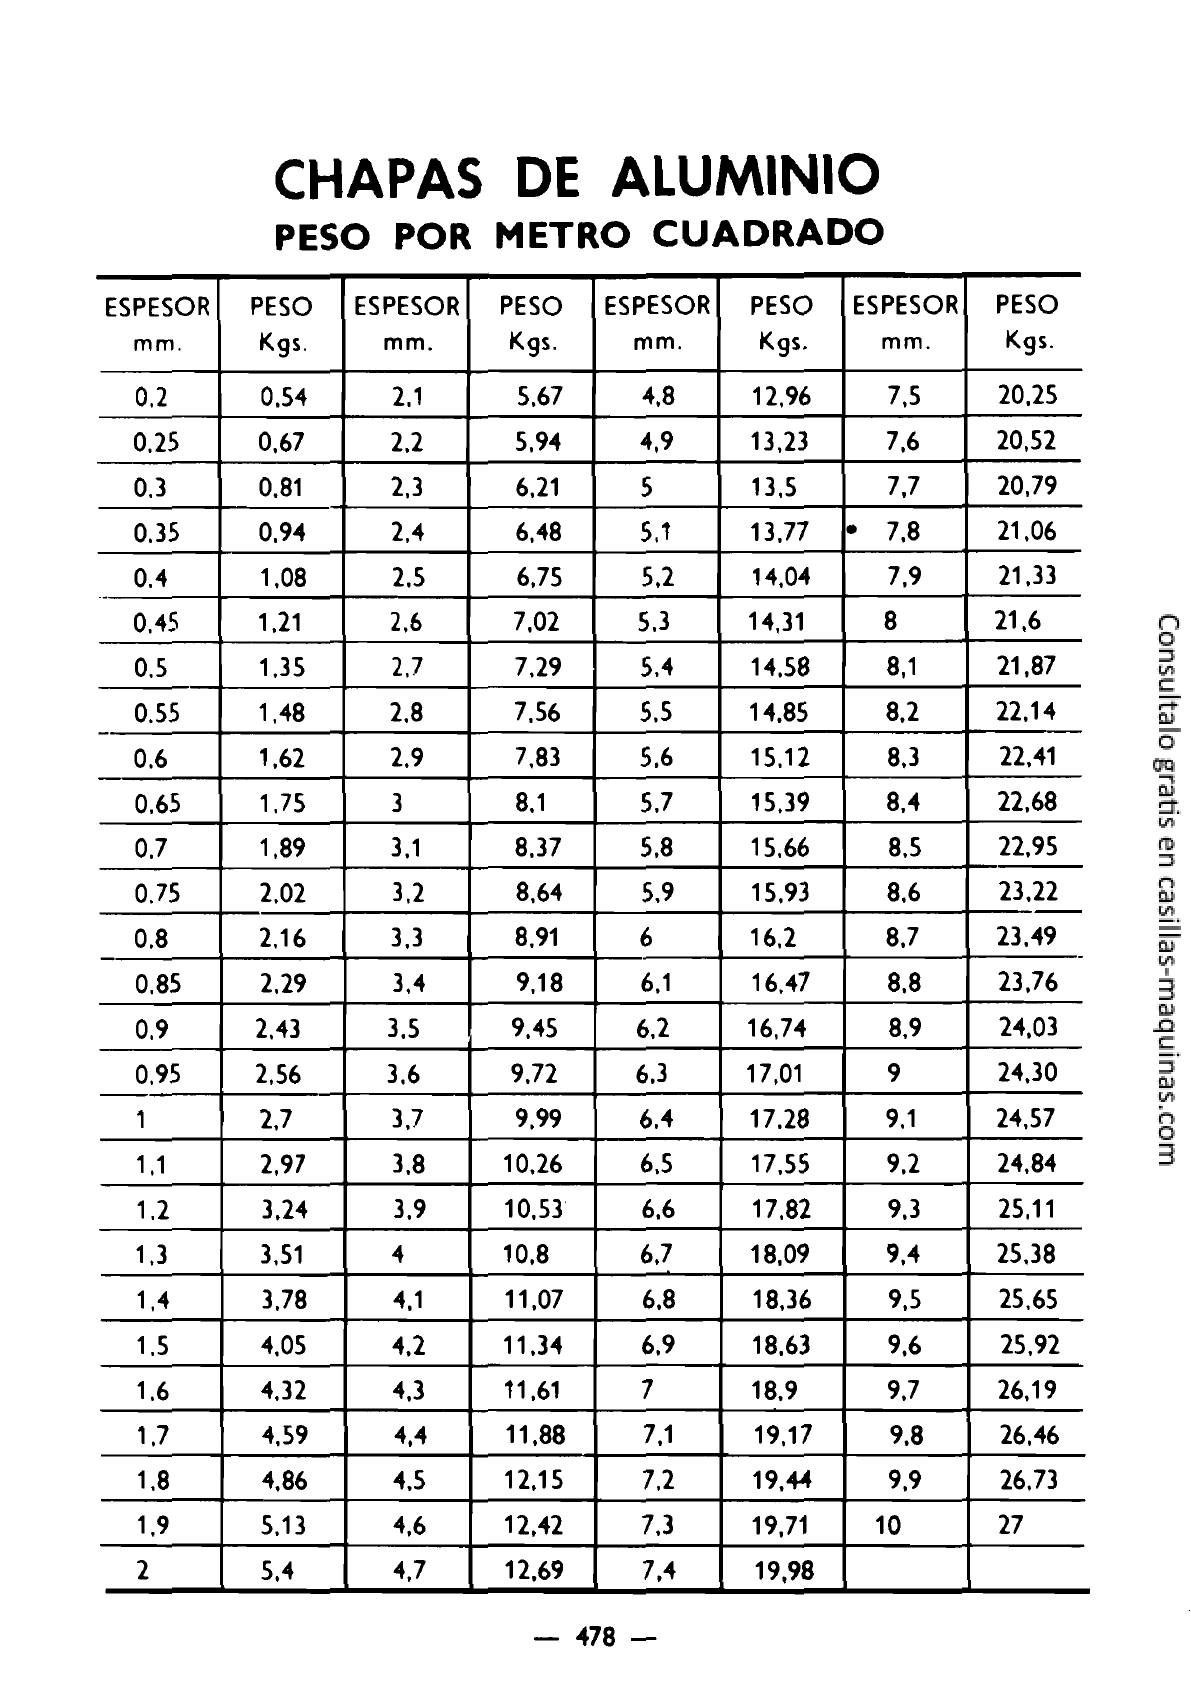 CHAPAS DE ALUMINIO
PESO POR METRO CUADRADO
ESPESOR PESO ESPESOR PESO ESPESOR PESO ESPESOR PESO
mm. Kgs. mm. Kgs. mm. Kgs. mm. Kgs.
0,2 0,54 2,1 5,67 4,8 12,96 7,5 20,25
0,25 0,67 2,2 5,94 4,9 13,23 7,6 20,52
0,3 0,81 2,3 6,21 5 13,5 7,7 20,79
0,35 0,94 2,4 6,48 5,1 13,77 7,8 21,06
0,4 1,08 2,5 6,75 5,2 14,04 7,9 21,33
0,45 1,21 2,6 7,02 5,3 14,31 8 21,6
0,5 1,35 2,7 7,29 5,4 14,58 8,1 21,87
0,55 1,48 2,8 7,56 5,5 14,85 8,2 22,14
0,6 1,62 2,9 7,83 5,6 15,12 8,3 22,41
0,65 1,75 3 8,1 5,7 15,39 8,4 22,68
0,7 1,89 3,1 8,37 5,8 15,66 8,5 22,95
0,75 2,02 3,2 8,64 5,9 15,93 8,6 23,22
0,8 2,16 3,3 8,91 6 16,2 8,7 23,49
0,85 2,29 3,4 9,18 6,1 16,47 8,8 23,76
0,9 2,43 3,5 9,45 6,2 16,74 8,9 24,03
0,95 2,56 3,6 9,72 6,3 17,01 9 24,30
1 2,7 3,7 9,99 6,4 17,28 9,1 24,57
1,1 2,97 3,8 10,26 6,5 17,55 9,2 24,84
1,2 3,24 3,9 10,53 6,6 17,82 9,3 25,11
1,3 3,51 4 10,8 6,7 18,09 9,4 25,38
1,4 3,78 4,1 11,07 6,8 18,36 9,5 25,65
1,5 4,05 4,2 11,34 6,9 18,63 9,6 25,92
1,6 4,32 4,3 11,61 7 18,9 9,7 26,19
1,7 4,59 4,4 11,88 7,1 19,17 9,8 26,46
1,8 4,86 4,5 12,15 7,2 19,44 9,9 26,73
1,9 5,13 4,6 12,42 7,3 19,71 10 27
2 5,4 4,7 12,69 7,4 19,98
— 478 —
Consultalo gratis en casillas-maquinas.com